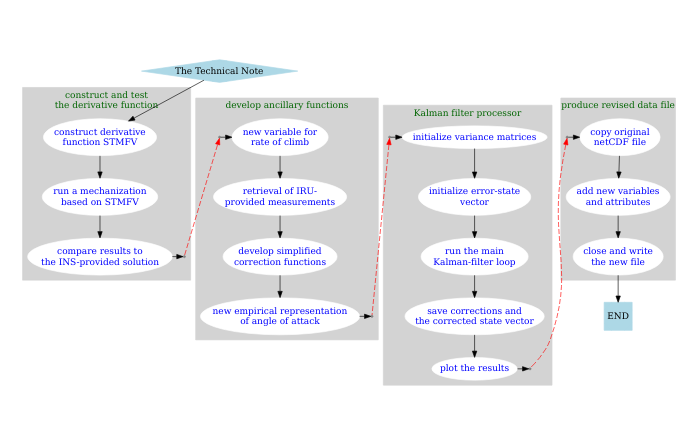 The Technical Note
construct and test
the derivative function
construct derivative
function STMFV
run a mechanization
based on STMFV
compare results to
the INS-provided solution
develop ancillary functions
new variable for
rate of climb
retrieval of IRU-
provided measurements
develop simplified
correction functions
new empirical representation
of angle of attack
Kalman filter processor
initialize variance matrices
initialize error-state
vector
run the main
Kalman-filter loop
save corrections and
the corrected state vector
plot the results
produce revised data file
copy original
netCDF file
add new variables
and attributes
close and write
the new file
END